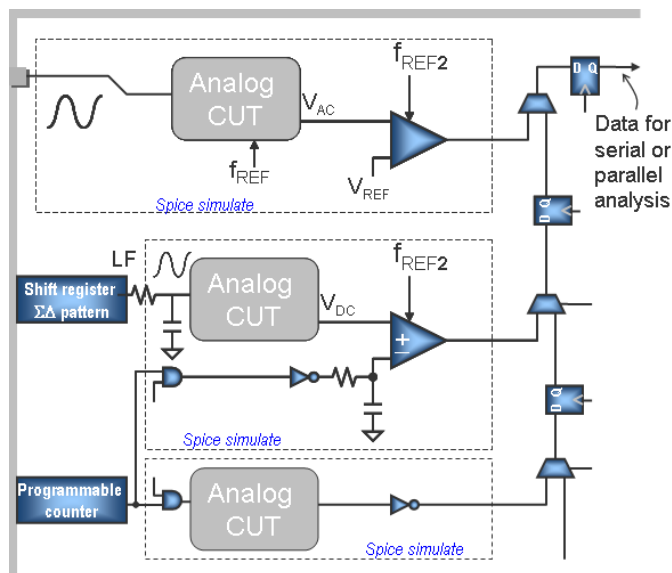 Analog
CUT
fREF2
VAC
fREF
VREF
Spice simulate
D Q
Data for
serial or
parallel
analysis
D Q
LF
Shift register
ΣΔ pattern
Analog
CUT
fREF2
VDC
+
−
Spice simulate
D Q
Programmable
counter
Analog
CUT
Spice simulate